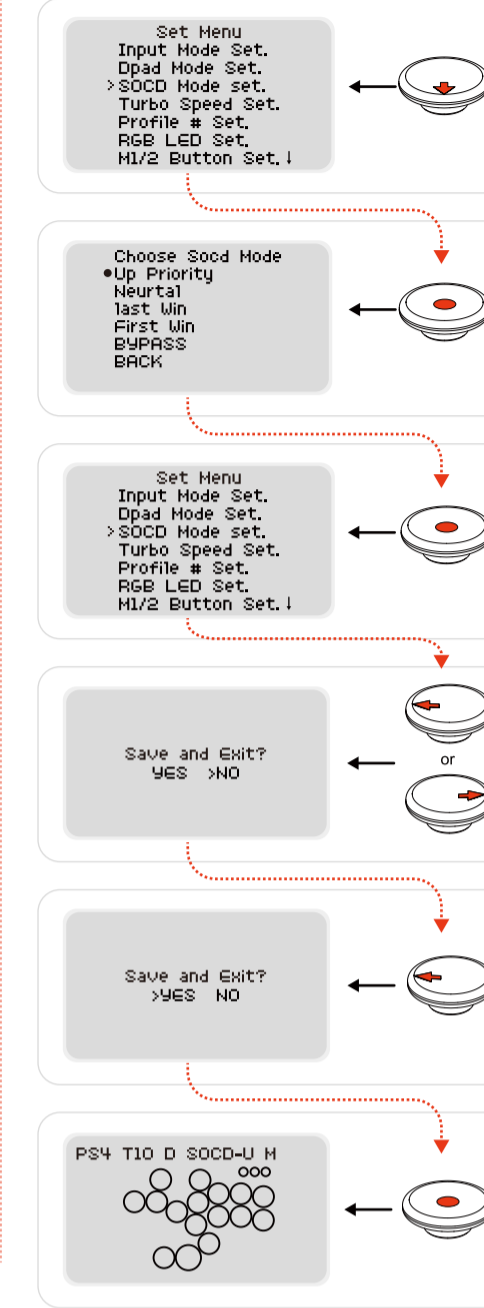 Set Menu
Input Mode Set.
Dpad Mode Set.
>SOCD Mode set.
Turbo Speed Set.
Profile # Set.
RGB LED Set.
M1/2 Button Set.↓
Choose Socd Mode
●Up Priority
Neurtal
last Win
First Win
BYPASS
BACK
Set Menu
Input Mode Set.
Dpad Mode Set.
>SOCD Mode set.
Turbo Speed Set.
Profile # Set.
RGB LED Set.
M1/2 Button Set.↓
Save and Exit?
YES >NO
or
Save and Exit?
>YES NO
PS4 T10 D SOCD-U M